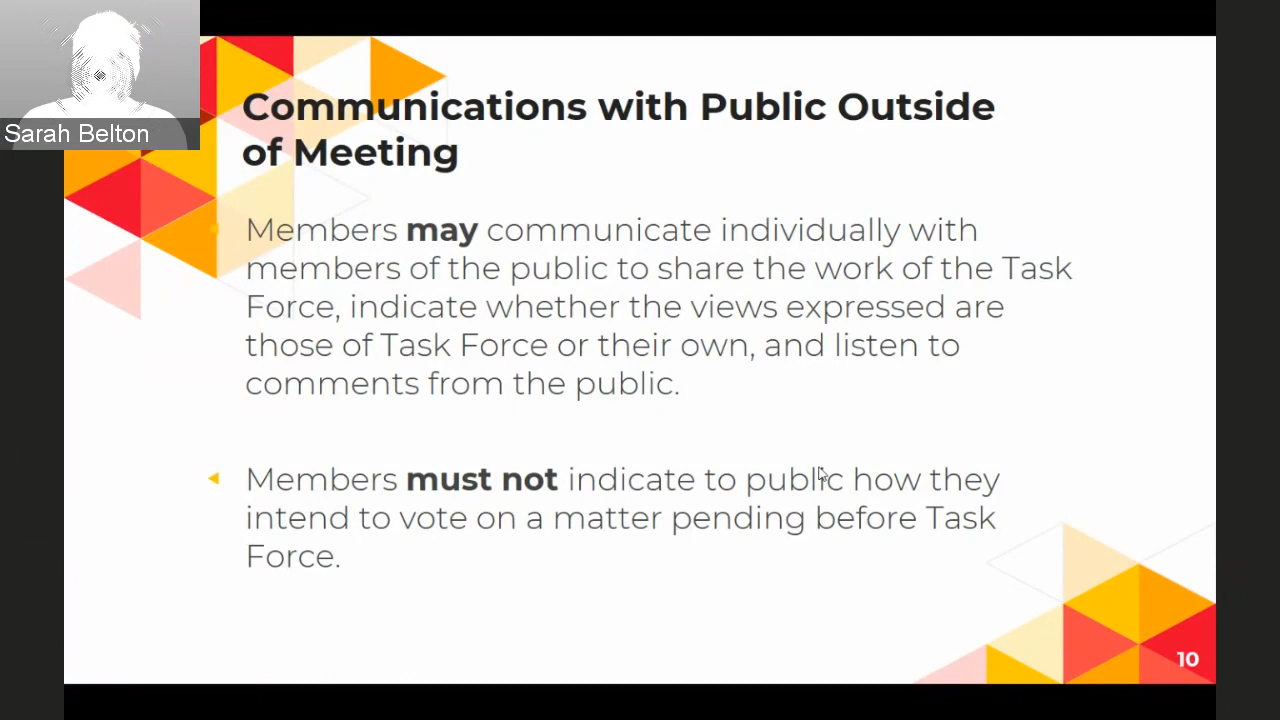 Sarah Belton
Communications with Public Outside
of Meeting
Members may communicate individually with
members of the public to share the work of the Task
Force, indicate whether the views expressed are
those of Task Force or their own, and listen to
comments from the public.
Members must not indicate to public how they
intend to vote on a matter pending before Task
Force.
10